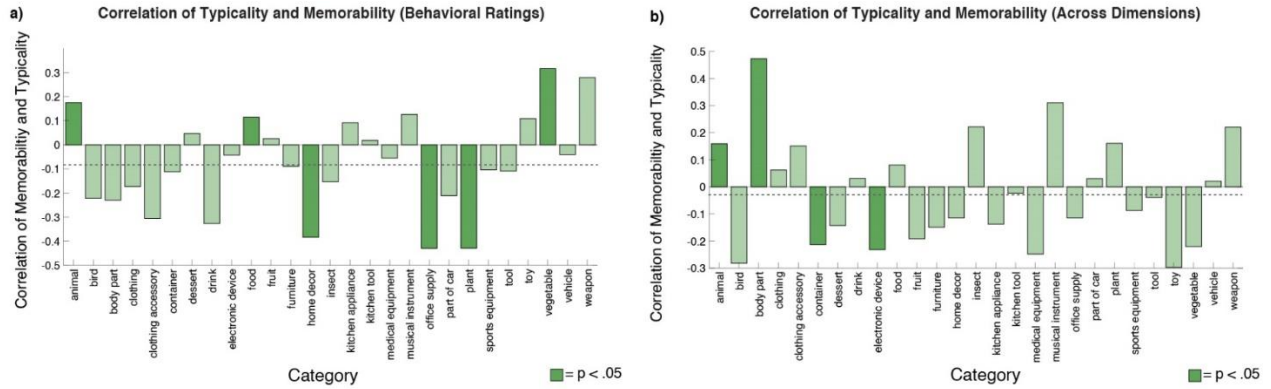 a)
Correlation of Typicality and Memorability (Behavioral Ratings)
Correlation of Memorabiltiy and Typicality
0.3
0.2
0.1
0
-0.1
-0.2
-0.3
-0.4
-0.5
animal
bird
body part
clothing
clothing accessory
container
dessert
drink
electronic device
food
fruit
furniture
home decor
insect
kitchen appliance
kitchen tool
medical equipment
musical instrument
office supply
part of car
plant
sports equipment
tool
toy
vegetable
vehicle
weapon
Category
= p < .05
b)
Correlation of Typicality and Memorability (Across Dimensions)
Correlation of Memorability and Typicality
0.5
0.4
0.3
0.2
0.1
0
-0.1
-0.2
-0.3
animal
bird
body part
clothing
clothing accessory
container
dessert
drink
electronic device
food
fruit
furniture
home decor
insect
kitchen appliance
kitchen tool
medical equipment
musical instrument
office supply
part of car
plant
sports equipment
tool
toy
vegetable
vehicle
weapon
Category
= p < .05